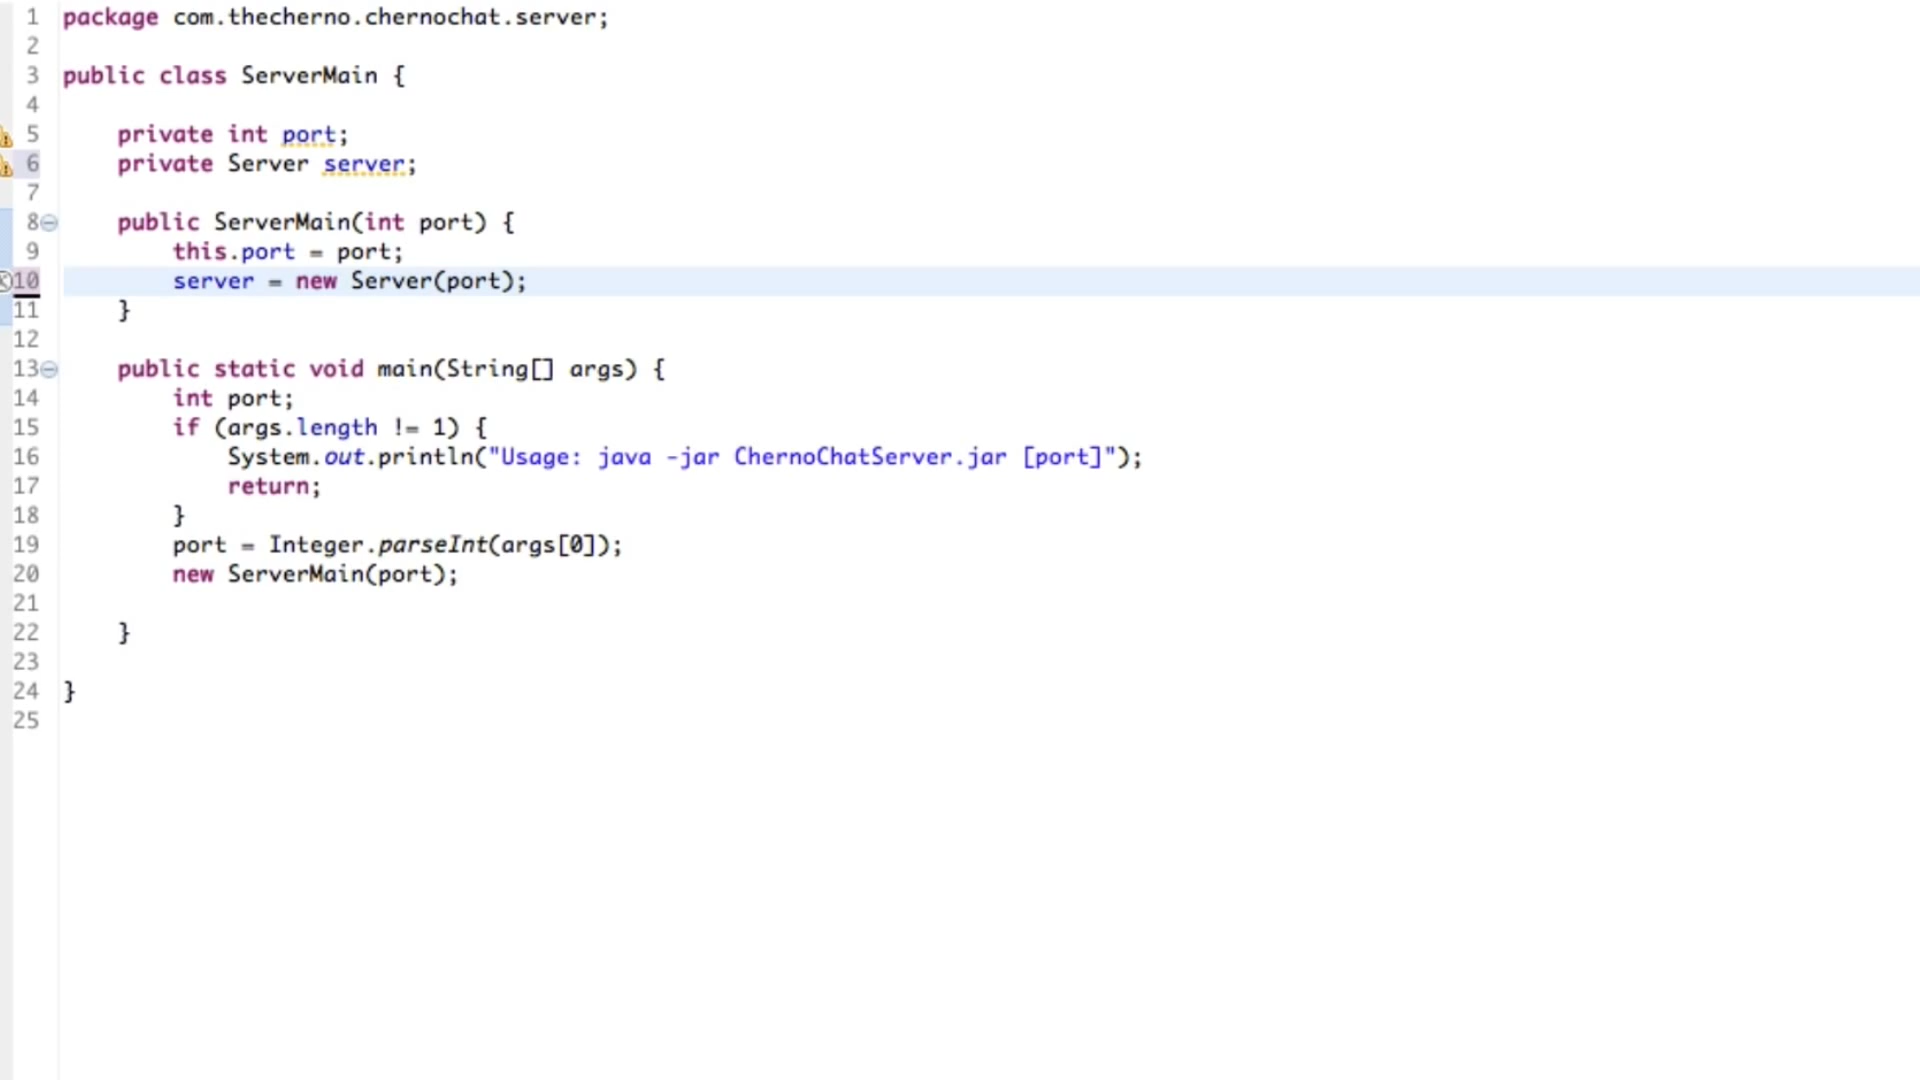 1 package com.thecherno.chernochat.server;
2
3 public class ServerMain {
4
5     private int port;
6     private Server server;
7
8     public ServerMain(int port) {
9         this.port = port;
10         server = new Server(port);
11     }
12
13     public static void main(String[] args) {
14         int port;
15         if (args.length != 1) {
16             System.out.println("Usage: java -jar ChernoChatServer.jar [port]");
17             return;
18         }
19         port = Integer.parseInt(args[0]);
20         new ServerMain(port);
21
22     }
23
24 }
25